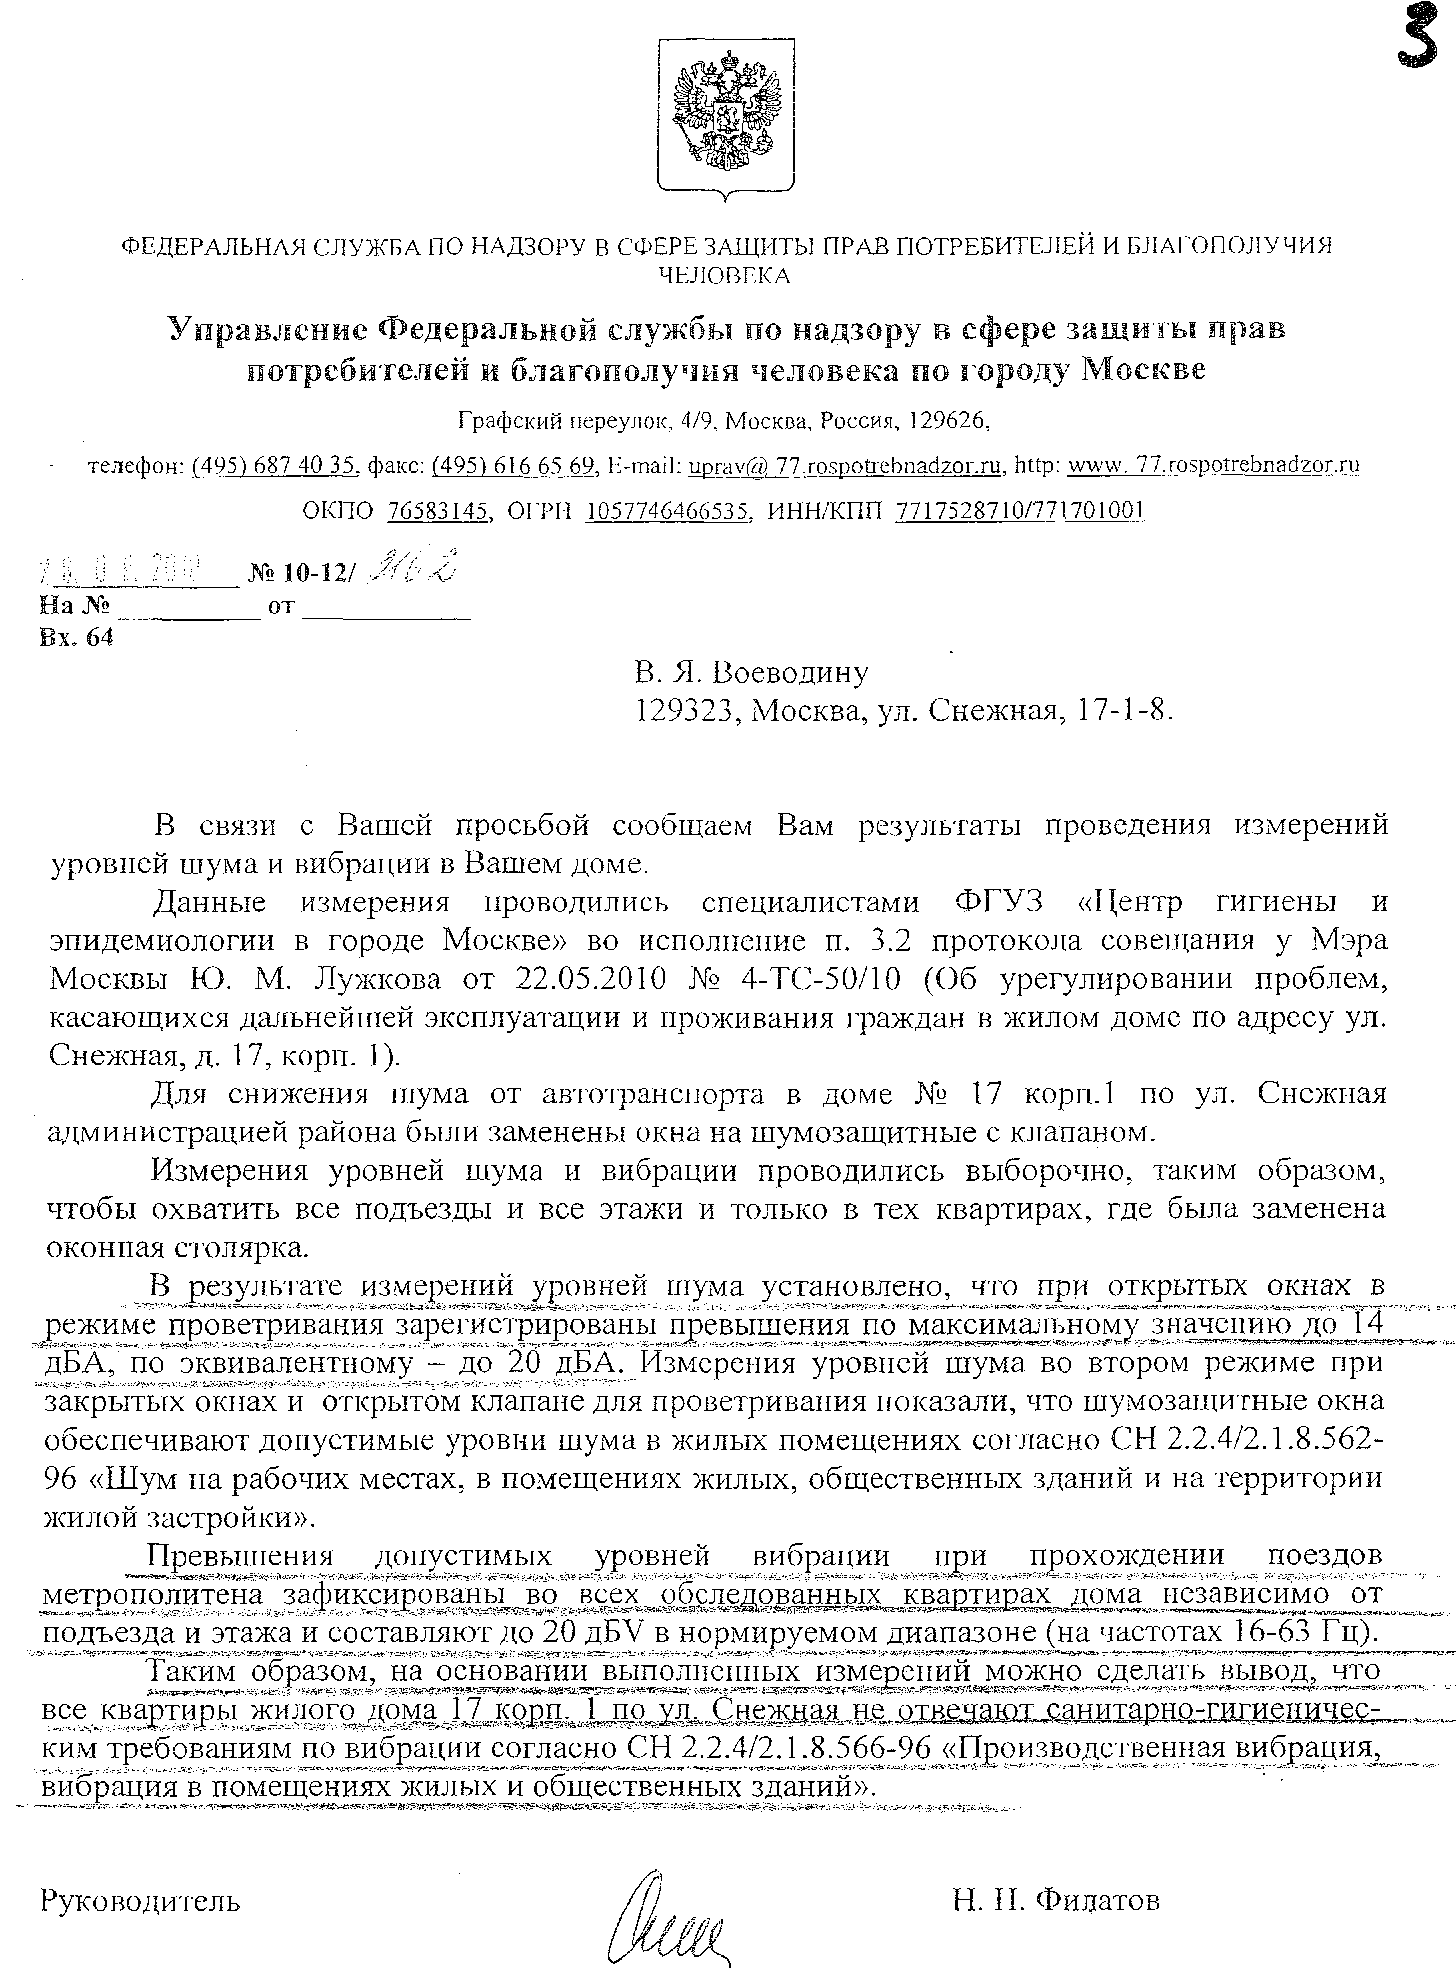 3
ФЕДЕРАЛЬНАЯ СЛУЖБА ПО НАДЗОРУ В СФЕРЕ ЗАЩИТЫ ПРАВ ПОТРЕБИТЕЛЕЙ И БЛАГОПОЛУЧИЯ
ЧЕЛОВЕКА
Управление Федеральной службы по надзору в сфере защиты прав
потребителей и благополучия человека по городу Москве
Графский переулок, 4/9, Москва, Россия, 129626,
телефон: (495) 687 40 35, факс: (495) 616 65 69, E-mail: uprav@ 77.rospotrebnadzor.ru, http: www. 77.rospotrebnadzor.ru
ОКПО 76583145, ОГРН 1057746466535, ИНН/КПП 7717528710/771701001
№ 10-12/
На № от
Вх. 64
В. Я. Воеводину
129323, Москва, ул. Снежная, 17-1-8.
В связи с Вашей просьбой сообщаем Вам результаты проведения измерений
уровней шума и вибрации в Вашем доме.
Данные измерения проводились специалистами ФГУЗ «Центр гигиены и
эпидемиологии в городе Москве» во исполнение п. 3.2 протокола совещания у Мэра
Москвы Ю. М. Лужкова от 22.05.2010 № 4-ТС-50/10 (Об урегулировании проблем,
касающихся дальнейшей эксплуатации и проживания граждан в жилом доме по адресу ул.
Снежная, д. 17, корп. 1).
Для снижения шума от автотранспорта в доме № 17 корп.1 по ул. Снежная
администрацией района были заменены окна на шумозащитные с клапаном.
Измерения уровней шума и вибрации проводились выборочно, таким образом,
чтобы охватить все подъезды и все этажи и только в тех квартирах, где была заменена
оконная столярка.
В результате измерений уровней шума установлено, что при открытых окнах в
режиме проветривания зарегистрированы превышения по максимальному значению до 14
дБА, по эквивалентному – до 20 дБА. Измерения уровней шума во втором режиме при
закрытых окнах и открытом клапане для проветривания показали, что шумозащитные окна
обеспечивают допустимые уровни шума в жилых помещениях согласно СН 2.2.4/2.1.8.562-
96 «Шум на рабочих местах, в помещениях жилых, общественных зданий и на территории
жилой застройки».
Превышения допустимых уровней вибрации при прохождении поездов
метрополитена зафиксированы во всех обследованных квартирах дома независимо от
подъезда и этажа и составляют до 20 дБV в нормируемом диапазоне (на частотах 16-63 Гц).
Таким образом, на основании выполненных измерений можно сделать вывод, что
все квартиры жилого дома 17 корп. 1 по ул. Снежная не отвечают санитарно-гигиеничес-
ким требованиям по вибрации согласно СН 2.2.4/2.1.8.566-96 «Производственная вибрация,
вибрация в помещениях жилых и общественных зданий».
Руководитель Н. Н. Филатов